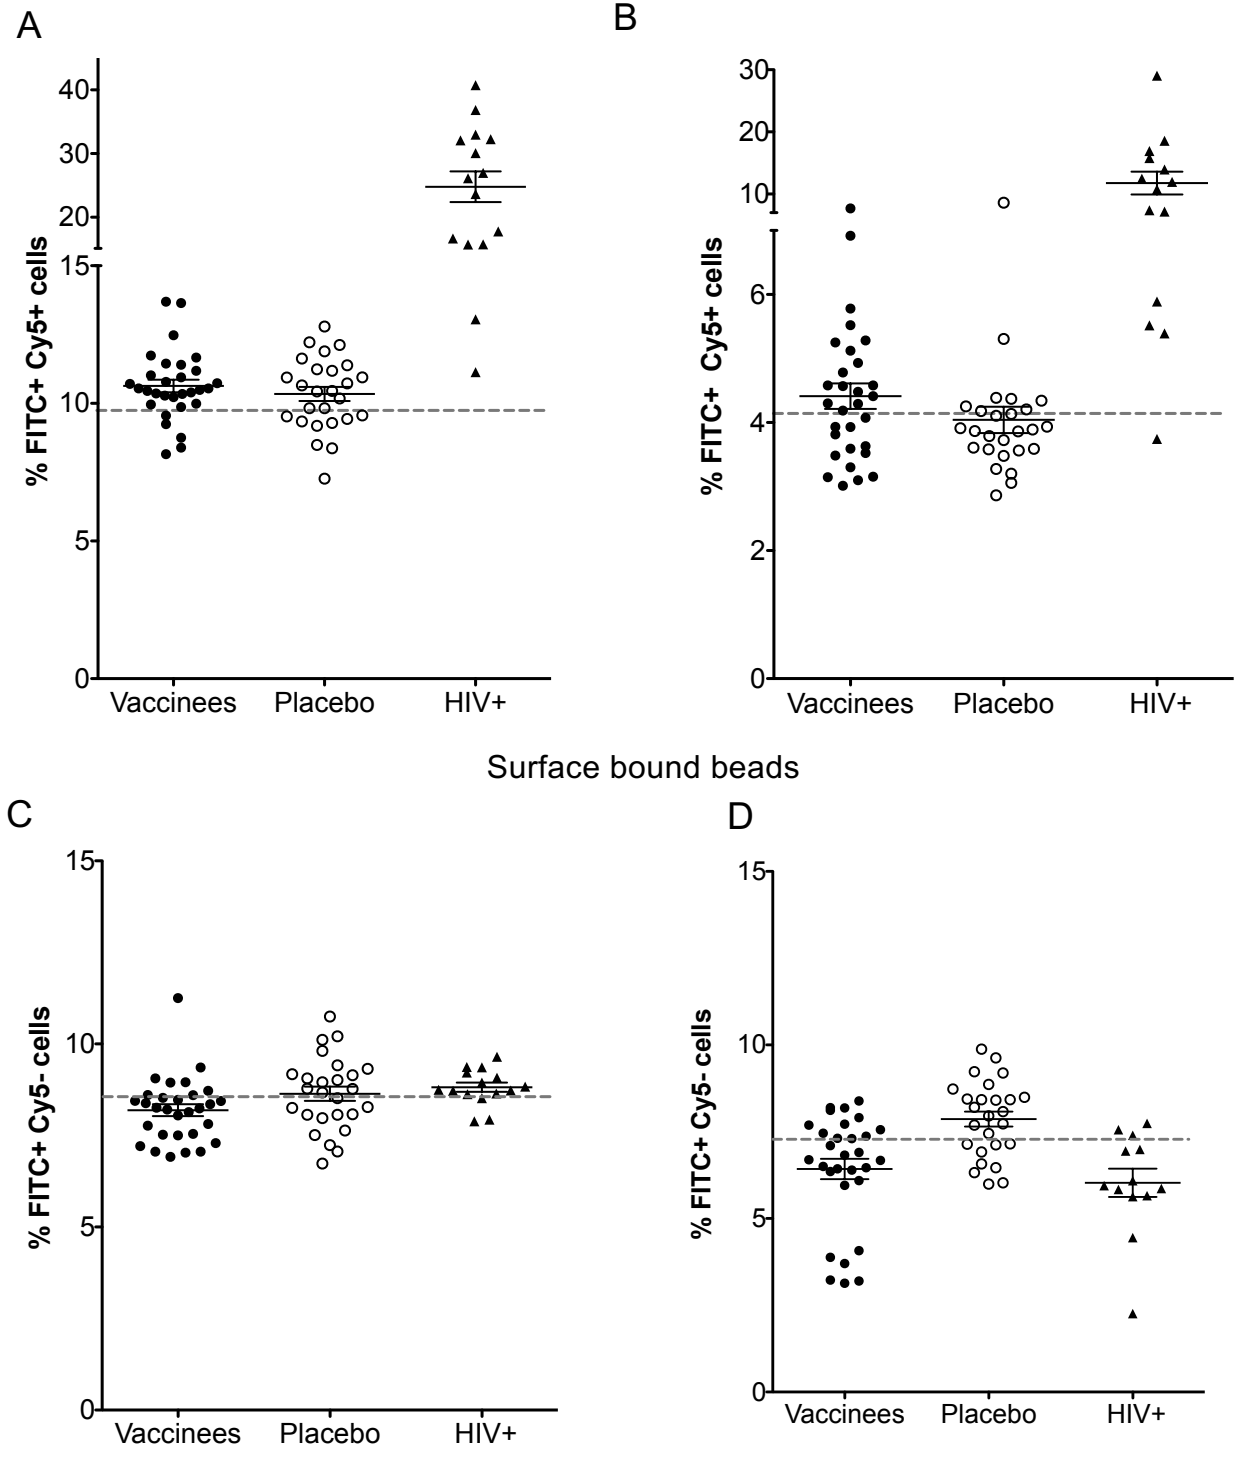 A
% FITC+ Cy5+ cells
40
30
20
15
10
5
0
Vaccinees Placebo HIV+
B
% FITC+ Cy5+ cells
30
20
10
6
4
2
0
Vaccinees Placebo HIV+
Surface bound beads
C
% FITC+ Cy5- cells
15
10
5
0
Vaccinees Placebo HIV+
D
% FITC+ Cy5- cells
15
10
5
0
Vaccinees Placebo HIV+